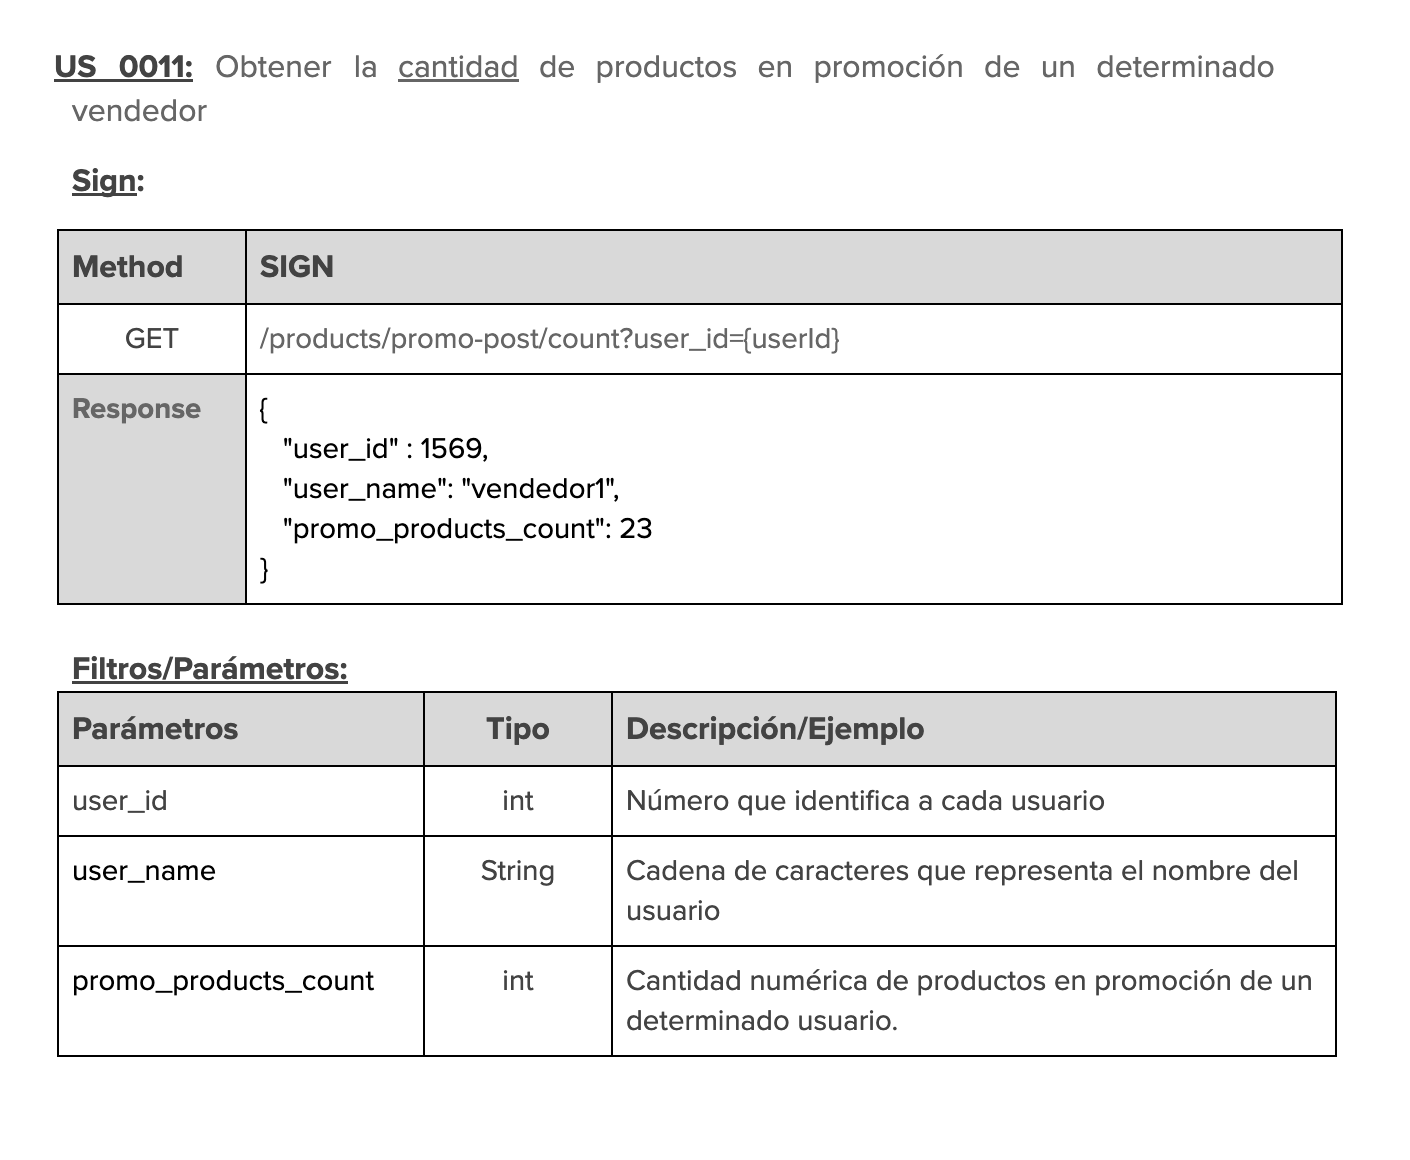 US 0011: Obtener la cantidad de productos en promoción de un determinado
vendedor
Sign:
Method SIGN
GET /products/promo-post/count?user_id={userId}
Response {
"user_id" : 1569,
"user_name": "vendedor1",
"promo_products_count": 23
}
Filtros/Parámetros:
Parámetros Tipo Descripción/Ejemplo
user_id int Número que identifica a cada usuario
user_name String Cadena de caracteres que representa el nombre del
usuario
promo_products_count int Cantidad numérica de productos en promoción de un
determinado usuario.